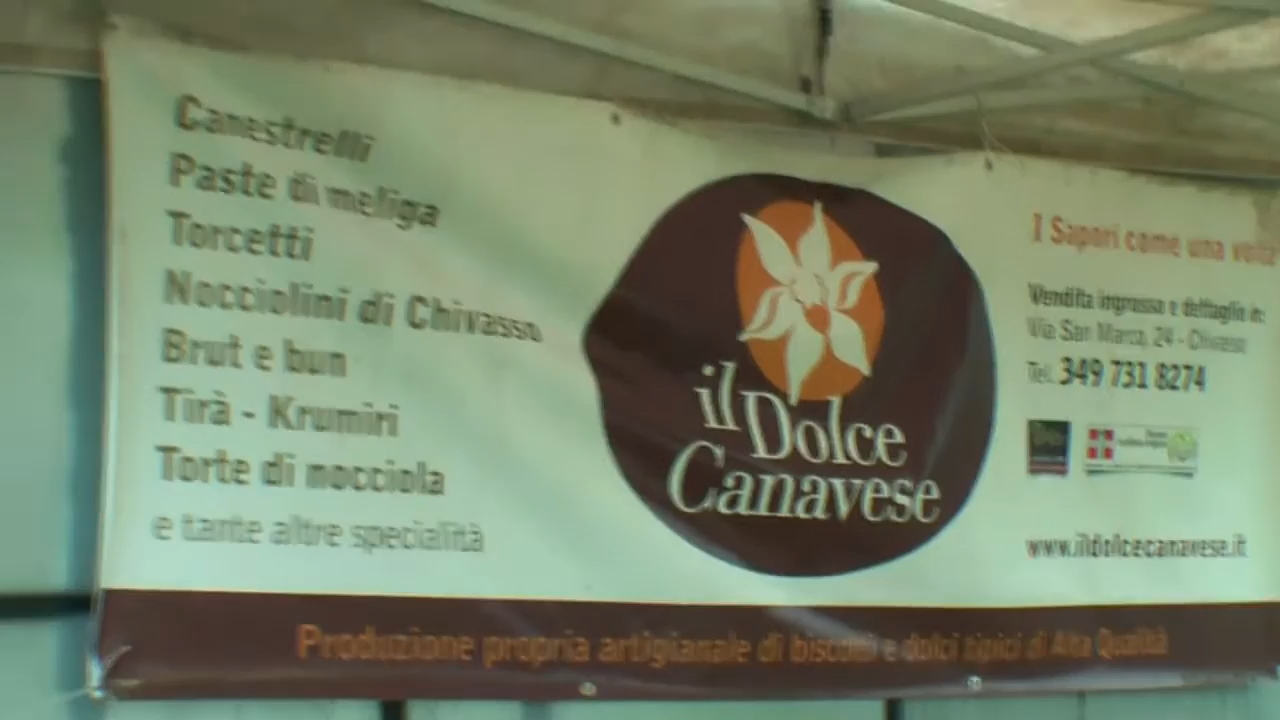 Canestrelli
Paste di meliga
Torcetti
Nocciolini di Chivasso
Brut e bun
Tirà - Krumiri
Torte di nocciola
e tante altre specialità
il Dolce
Canavese
I Sapori come una volta
Vendita ingrosso e dettaglio in:
Via San Marco, 24 - Chivasso
Tel. 349 731 8274
www.ildolcecanavese.it
Produzione propria artigianale di biscotti e dolci tipici di Alta Qualità